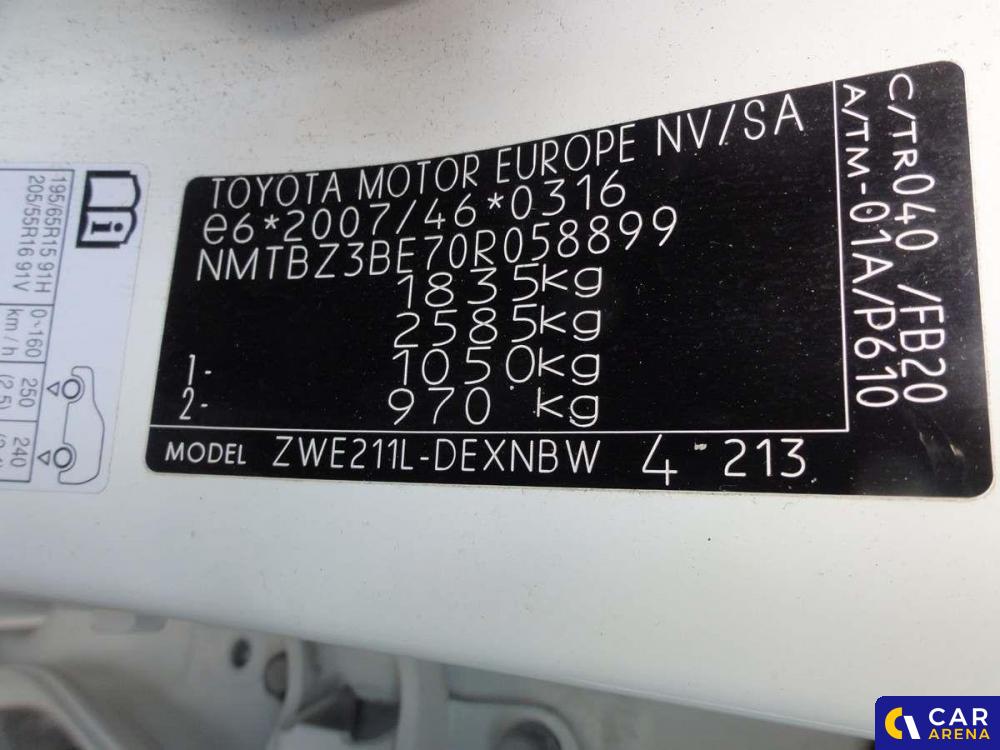 TOYOTA MOTOR EUROPE NV/SA
e6*2007/46*0316
NMTBZ3BE70R058899
1835kg
2585kg
1- 1050kg
2- 970 kg
MODEL ZWE211L-DEXNBW 4-213
C/TR040 /FB20
A/TM-01A/P610
195/65R15 91H
205/55R16 91V
0~160
km/h
250
(2.5)
240
CAR
ARENA